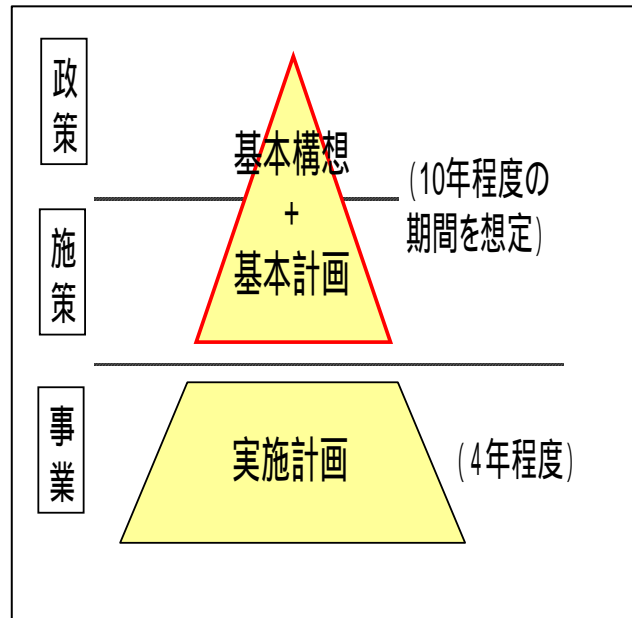 政策
基本構想
+
基本計画
(10年程度の
期間を想定)
施策
事業
実施計画
(4年程度)